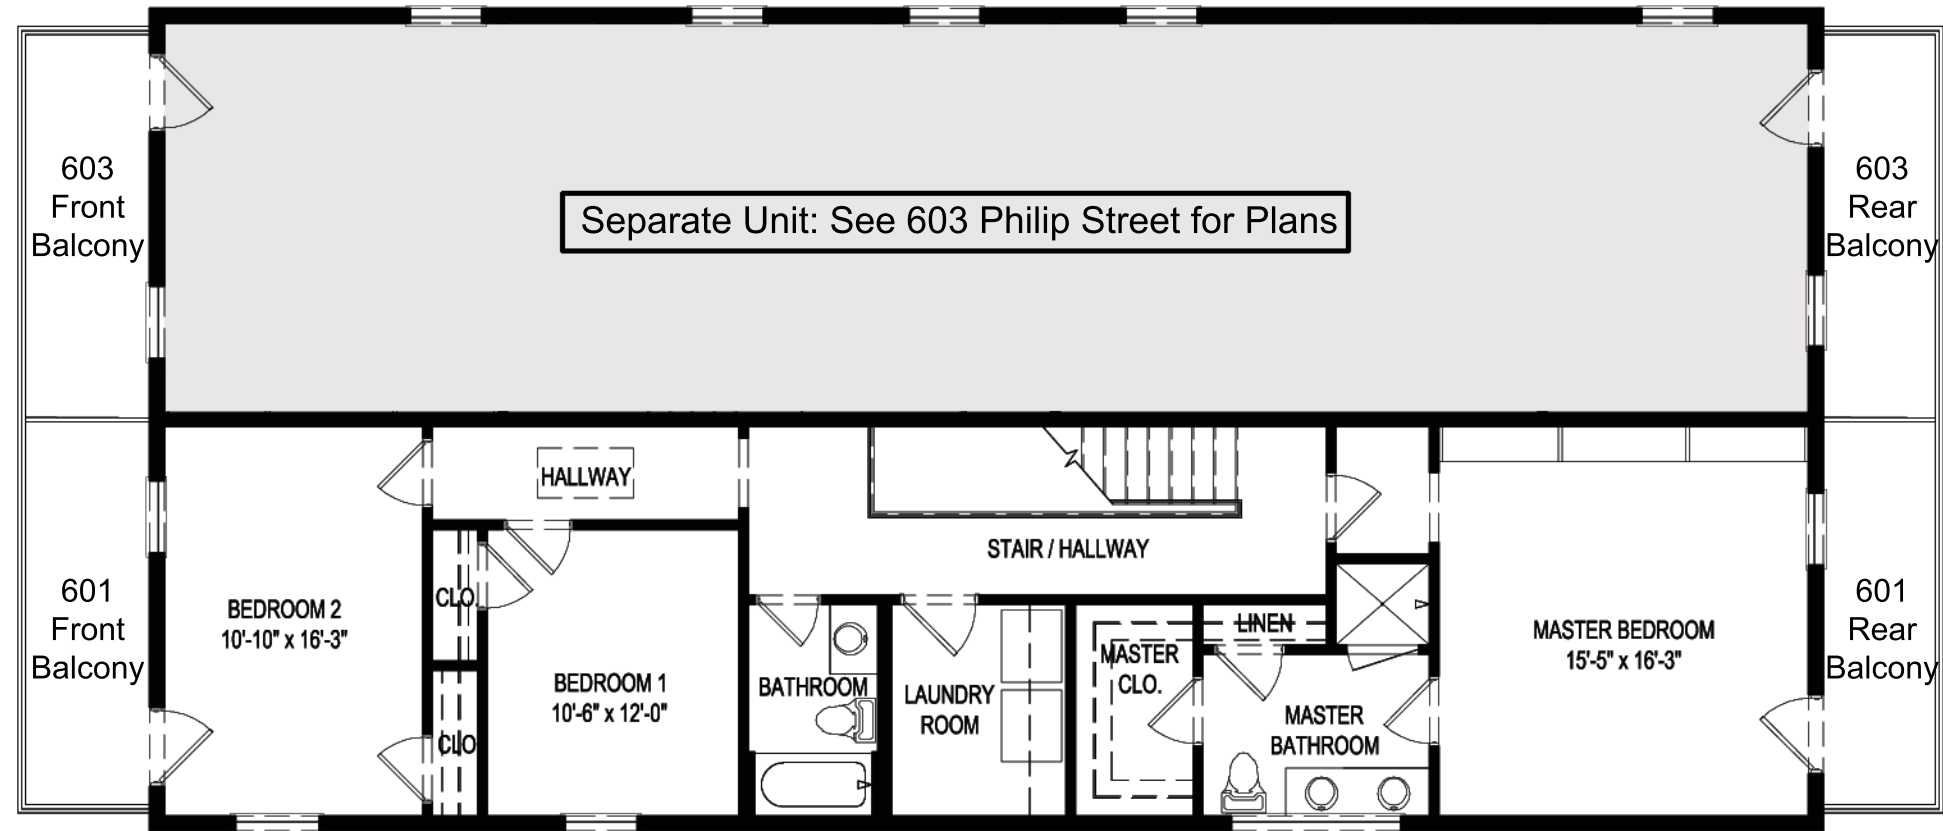 603
Front
Balcony
Separate Unit: See 603 Philip Street for Plans
603
Rear
Balcony
HALLWAY
STAIR / HALLWAY
601
Front
Balcony
BEDROOM 2
10'-10" x 16'-3"
CLO.
CLO
BEDROOM 1
10'-6" x 12'-0"
BATHROOM
LAUNDRY
ROOM
MASTER
CLO.
LINEN
MASTER
BATHROOM
MASTER BEDROOM
15'-5" x 16'-3"
601
Rear
Balcony